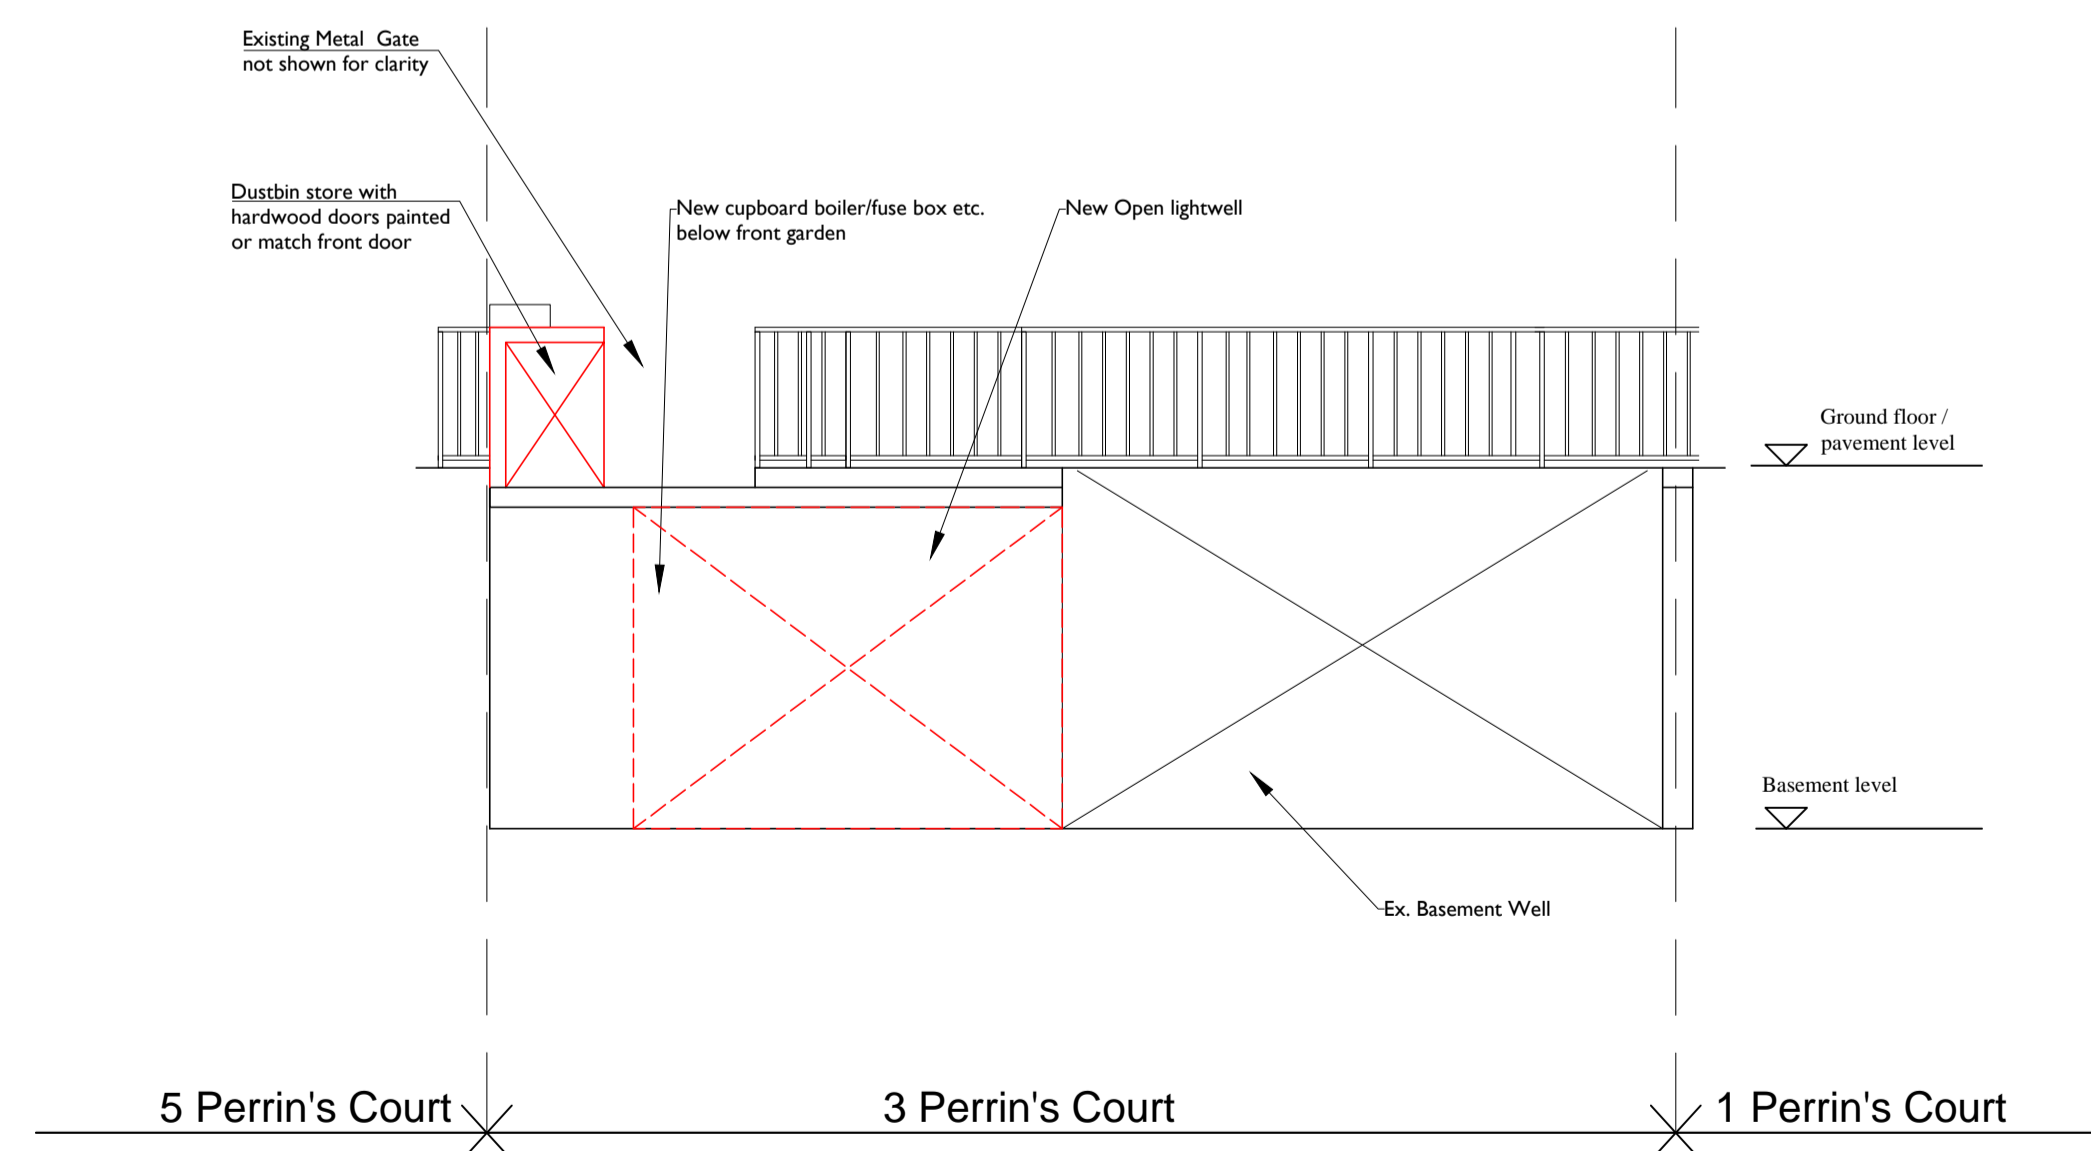 Existing Metal Gate
not shown for clarity
Dustbin store with
hardwood doors painted
or match front door
New cupboard boiler/fuse box etc.
below front garden
New Open lightwell
Ground floor /
pavement level
Basement level
Ex. Basement Well
5 Perrin's Court
3 Perrin's Court
1 Perrin's Court